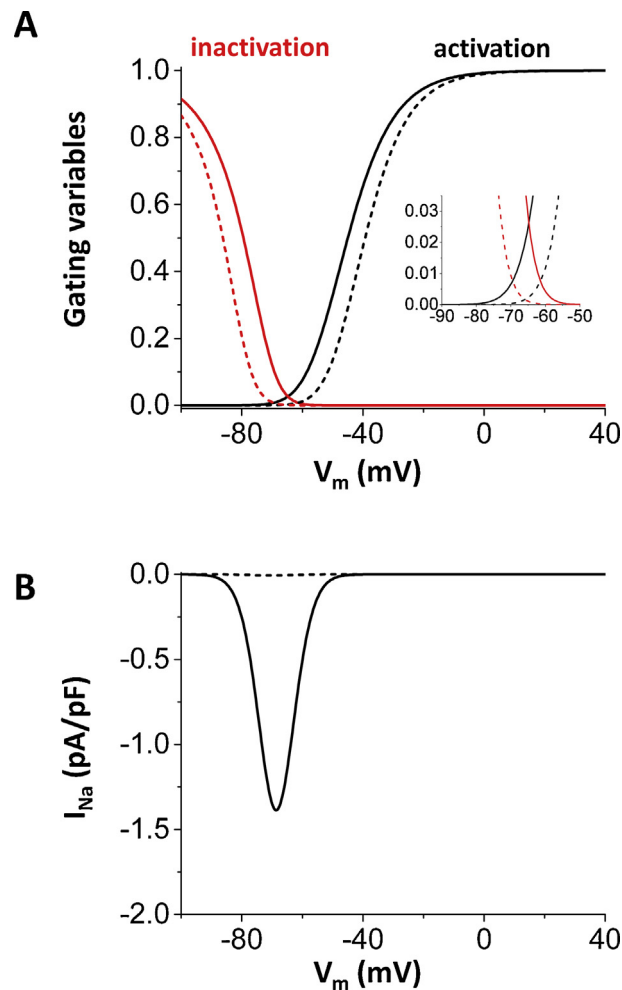 A
inactivation activation
Gating variables
1.0
0.8
0.6
0.4
0.2
0.0
-80 -40 0 40
Vm (mV)
0.03
0.02
0.01
0.00
-90 -80 -70 -60 -50
B
INa (pA/pF)
0.0
-0.5
-1.0
-1.5
-2.0
-80 -40 0 40
Vm (mV)